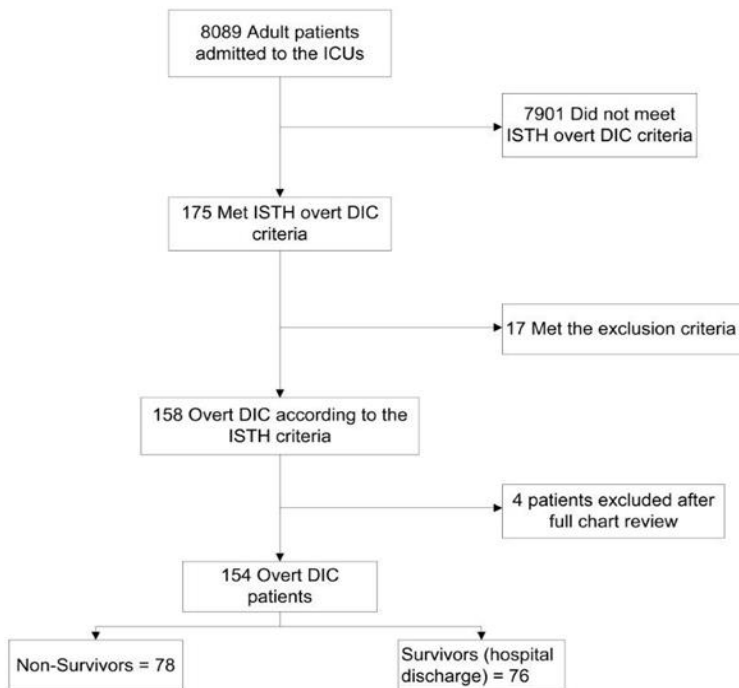 8089 Adult patients
admitted to the ICUs
7901 Did not meet
ISTH overt DIC criteria
175 Met ISTH overt DIC
criteria
17 Met the exclusion criteria
158 Overt DIC according to the
ISTH criteria
4 patients excluded after
full chart review
154 Overt DIC
patients
Non-Survivors = 78
Survivors (hospital
discharge) = 76